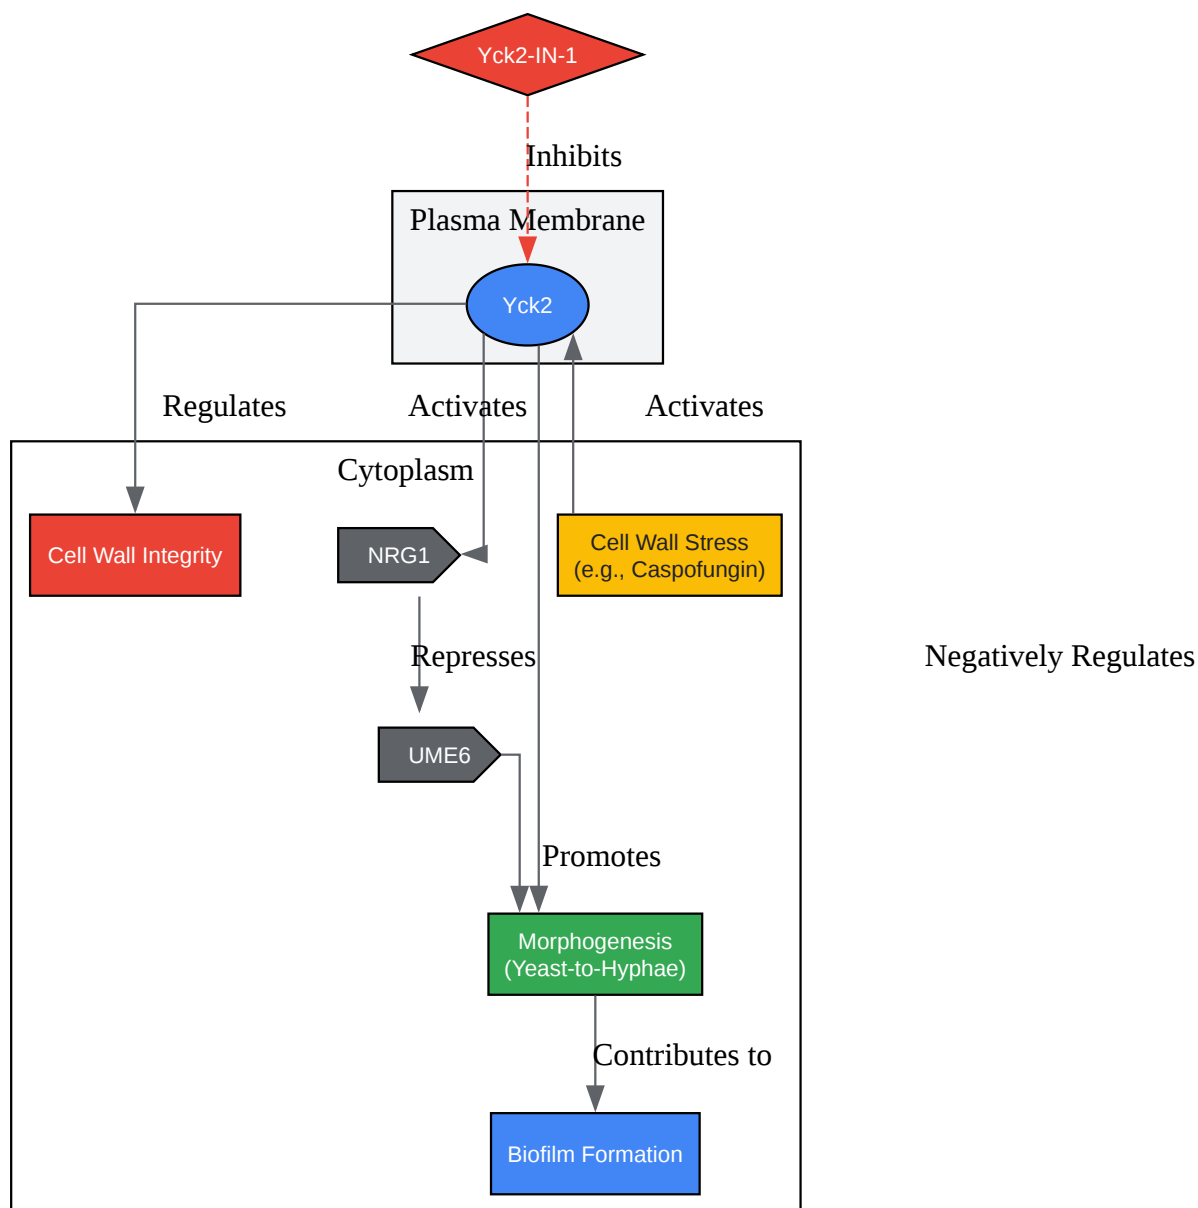 Yck2-IN-1
Inhibits
Plasma Membrane
Yck2
Regulates
Activates
Activates
Cytoplasm
Cell Wall Integrity
NRG1
Cell Wall Stress
(e.g., Caspofungin)
Represses
Negatively Regulates
UME6
Promotes
Morphogenesis
(Yeast-to-Hyphae)
Contributes to
Biofilm Formation